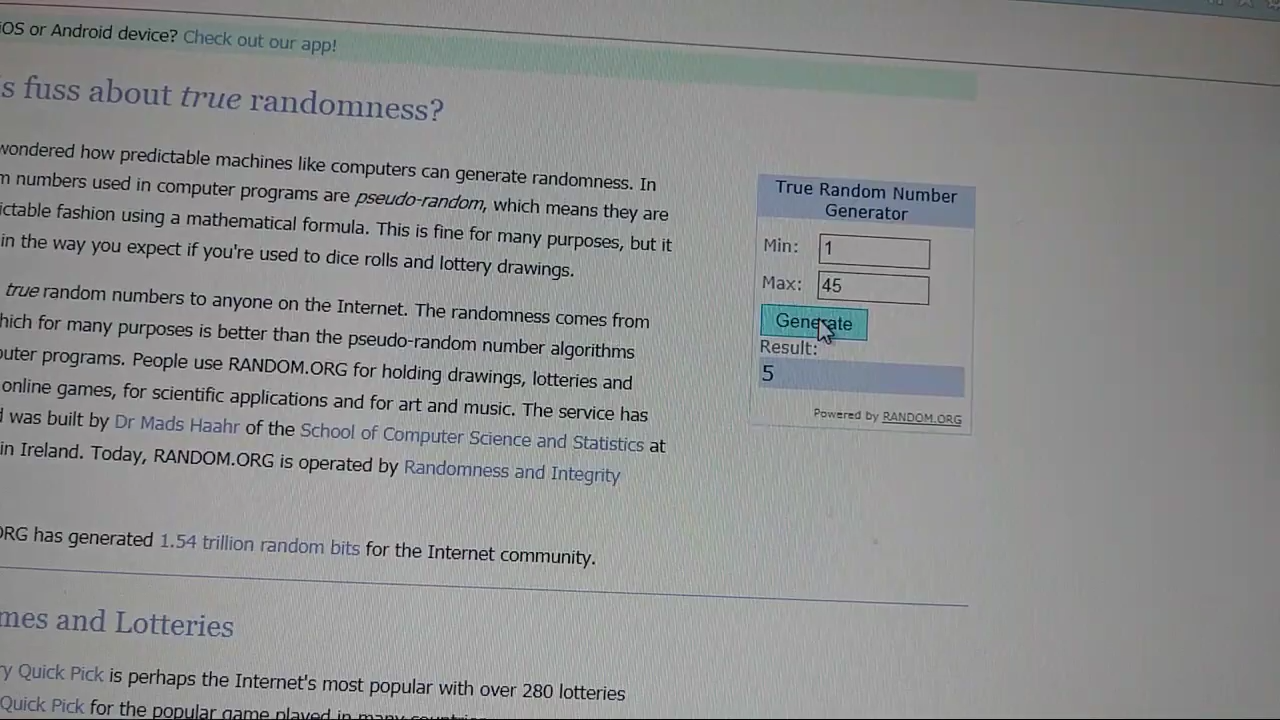 iOS or Android device? Check out our app!
s fuss about true randomness?
wondered how predictable machines like computers can generate randomness. In
m numbers used in computer programs are pseudo-random, which means they are
ictable fashion using a mathematical formula. This is fine for many purposes, but it
in the way you expect if you're used to dice rolls and lottery drawings.
true random numbers to anyone on the Internet. The randomness comes from
hich for many purposes is better than the pseudo-random number algorithms
puter programs. People use RANDOM.ORG for holding drawings, lotteries and
online games, for scientific applications and for art and music. The service has
d was built by Dr Mads Haahr of the School of Computer Science and Statistics at
in Ireland. Today, RANDOM.ORG is operated by Randomness and Integrity
ORG has generated 1.54 trillion random bits for the Internet community.
mes and Lotteries
ry Quick Pick is perhaps the Internet's most popular with over 280 lotteries
Quick Pick for the popular game played in many
True Random Number
Generator
Min: 1
Max: 45
Generate
Result:
5
Powered by RANDOM.ORG